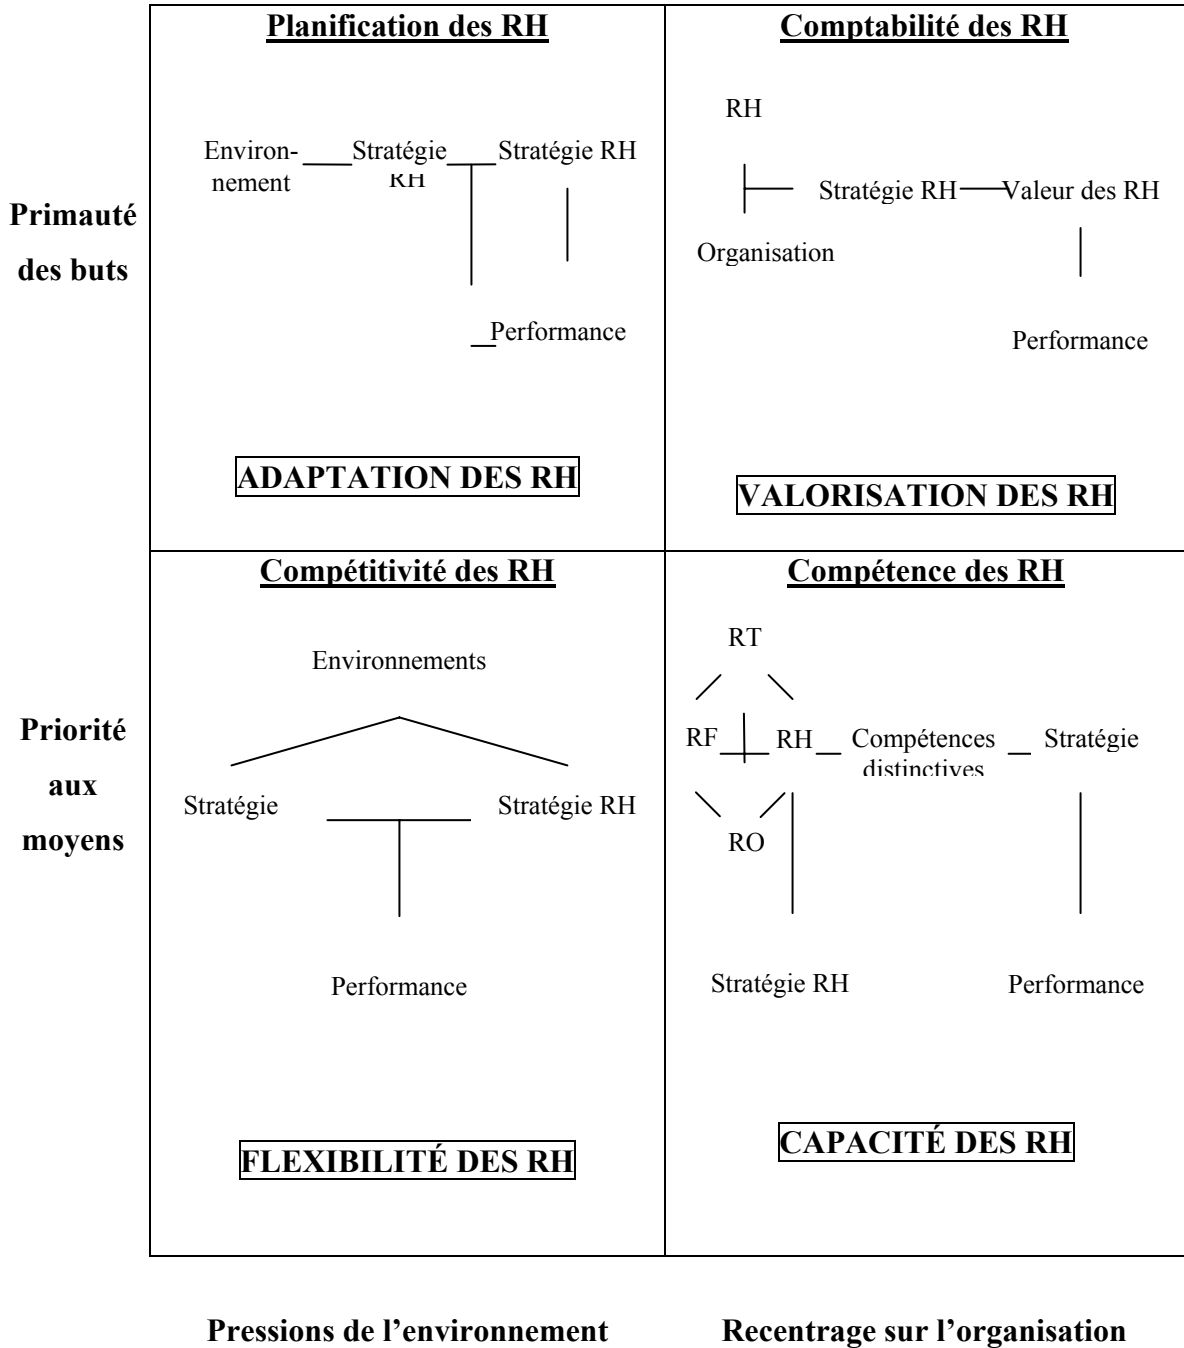 Planification des RH
Comptabilité des RH
RH
Environ-
nement
Stratégie
RH
Stratégie RH
Stratégie RH
Valeur des RH
Organisation
Performance
Performance
Primauté
des buts
ADAPTATION DES RH
VALORISATION DES RH
Compétitivité des RH
Compétence des RH
RT
Environnements
RF
RH
Compétences
distinctives
Stratégie
Stratégie
Stratégie RH
RO
Performance
Stratégie RH
Performance
Priorité
aux
moyens
FLEXIBILITÉ DES RH
CAPACITÉ DES RH
Pressions de l’environnement
Recentrage sur l’organisation